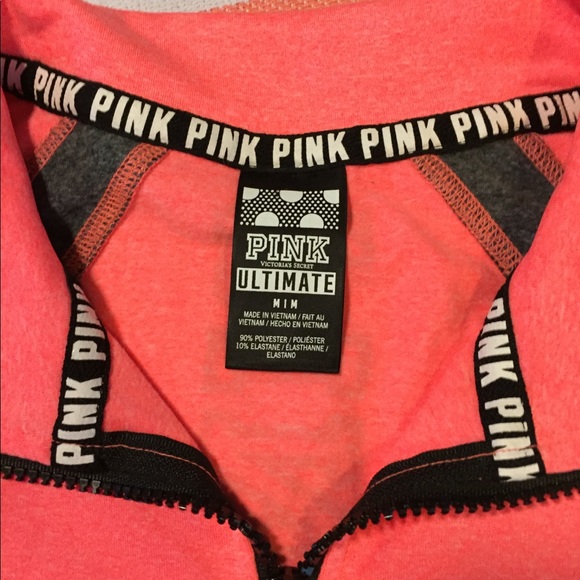 PINK PINK PINK PINK PINK PINK PINK PINK
PINK
VICTORIA'S SECRET
ULTIMATE
M | M
MADE IN VIETNAM / FAIT AU
VIETNAM / HECHO EN VIETNAM
90% POLYESTER / POLIÉSTER
10% ELASTANE / ÉLASTHANNE /
ELASTANO
PINK PINK
PINK PINK